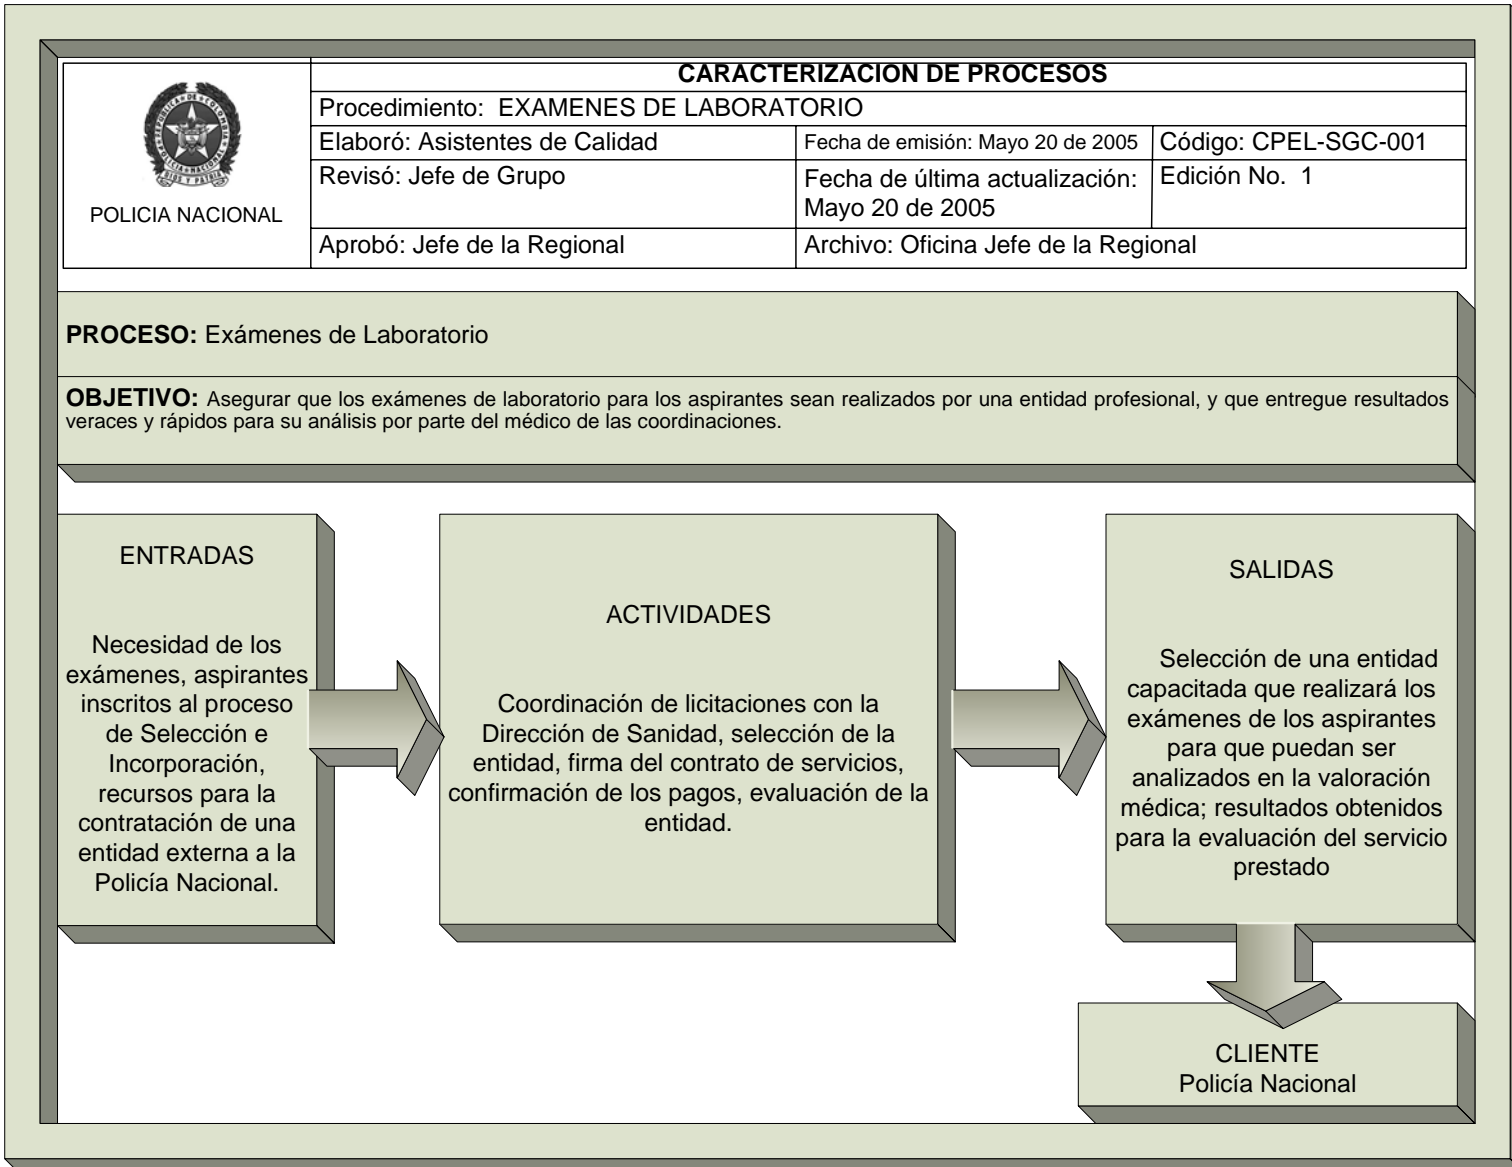 CARACTERIZACION DE PROCESOS
Procedimiento: EXAMENES DE LABORATORIO
Elaboró: Asistentes de Calidad
Fecha de emisión: Mayo 20 de 2005
Código: CPEL-SGC-001
Revisó: Jefe de Grupo
Fecha de última actualización:
Mayo 20 de 2005
Edición No. 1
Aprobó: Jefe de la Regional
Archivo: Oficina Jefe de la Regional
REPUBLICA DE COLOMBIA
POLICIA NACIONAL
DIOS Y PATRIA
POLICIA NACIONAL
PROCESO: Exámenes de Laboratorio
OBJETIVO: Asegurar que los exámenes de laboratorio para los aspirantes sean realizados por una entidad profesional, y que entregue resultados
veraces y rápidos para su análisis por parte del médico de las coordinaciones.
ENTRADAS
Necesidad de los
exámenes, aspirantes
inscritos al proceso
de Selección e
Incorporación,
recursos para la
contratación de una
entidad externa a la
Policía Nacional.
ACTIVIDADES
Coordinación de licitaciones con la
Dirección de Sanidad, selección de la
entidad, firma del contrato de servicios,
confirmación de los pagos, evaluación de la
entidad.
SALIDAS
Selección de una entidad
capacitada que realizará los
exámenes de los aspirantes
para que puedan ser
analizados en la valoración
médica; resultados obtenidos
para la evaluación del servicio
prestado
CLIENTE
Policía Nacional